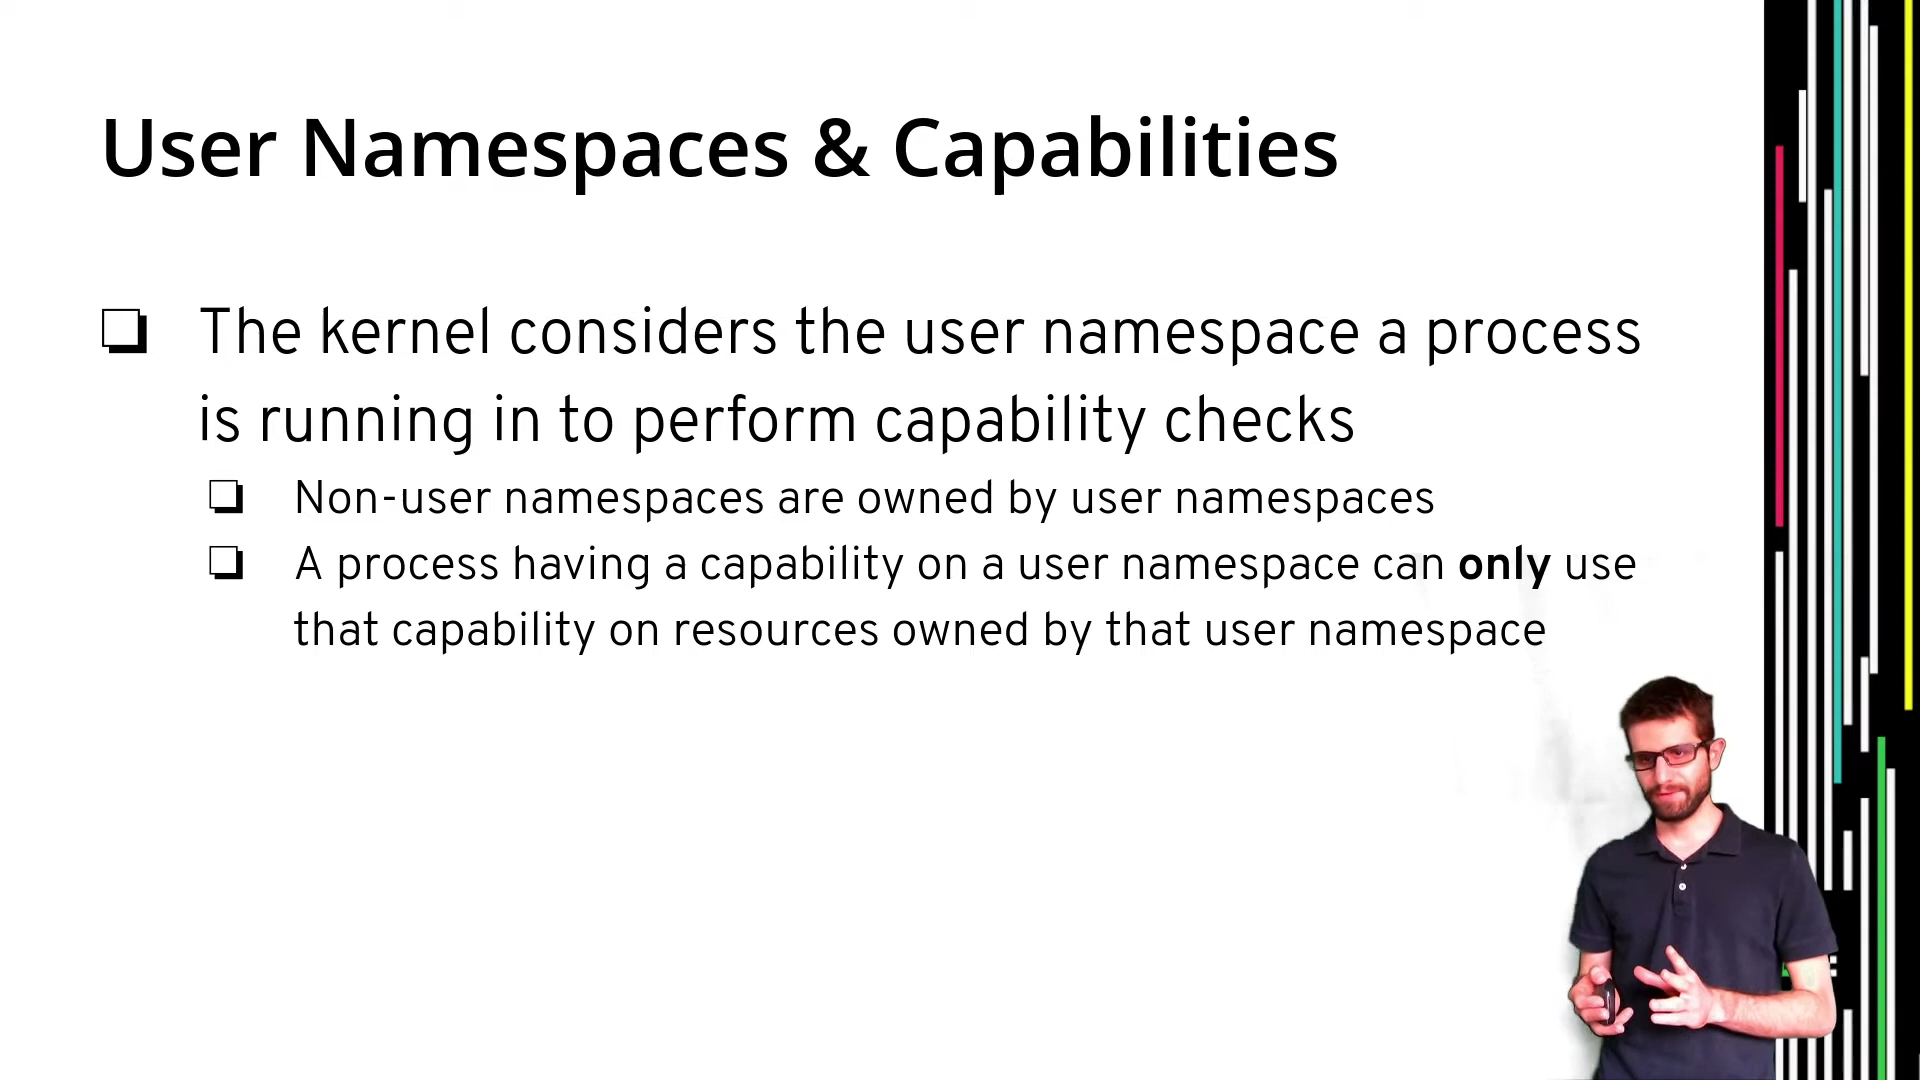 User Namespaces & Capabilities
❏ The kernel considers the user namespace a process
is running in to perform capability checks
❏ Non-user namespaces are owned by user namespaces
❏ A process having a capability on a user namespace can only use
that capability on resources owned by that user namespace